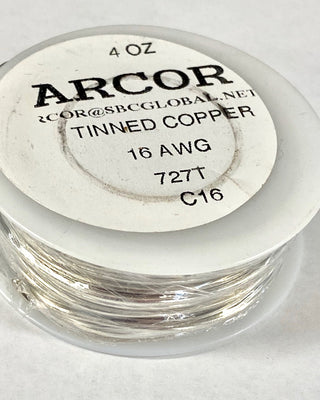 4 OZ
ARCOR
RCOR@SBCGLOBAL.NET
TINNED COPPER
16 AWG
727T
C16